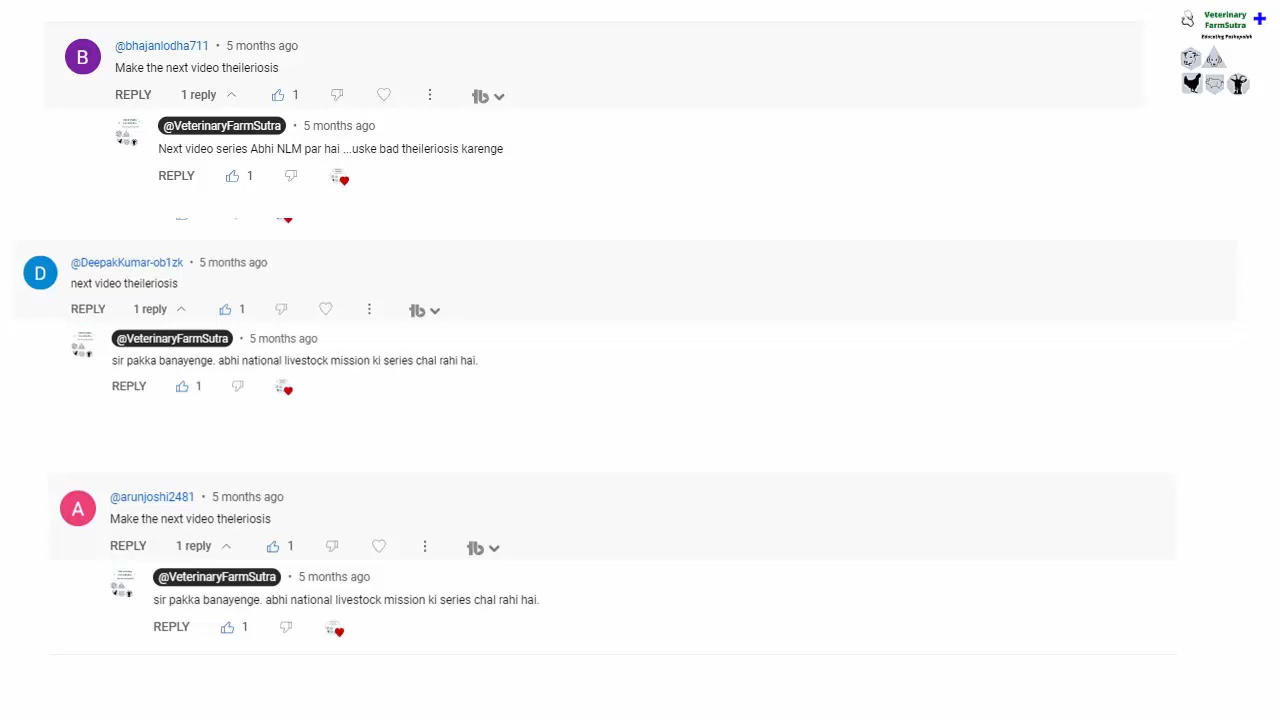 Veterinary
FarmSutra
Educating Pashupalak
B
@bhajanlodha711 • 5 months ago
Make the next video theileriosis
REPLY 1 reply 1
@VeterinaryFarmSutra • 5 months ago
Next video series Abhi NLM par hai ...uske bad theileriosis karenge
REPLY 1
D
@DeepakKumar-ob1zk • 5 months ago
next video theileriosis
REPLY 1 reply 1
@VeterinaryFarmSutra • 5 months ago
sir pakka banayenge. abhi national livestock mission ki series chal rahi hai.
REPLY 1
A
@arunjoshi2481 • 5 months ago
Make the next video theleriosis
REPLY 1 reply 1
@VeterinaryFarmSutra • 5 months ago
sir pakka banayenge. abhi national livestock mission ki series chal rahi hai.
REPLY 1